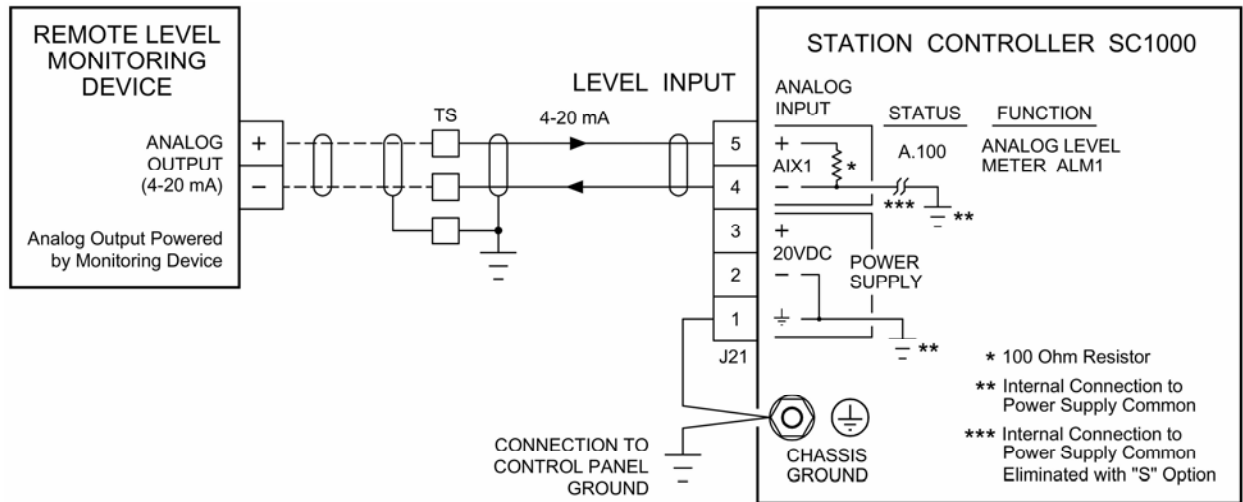 REMOTE LEVEL
MONITORING
DEVICE
ANALOG
OUTPUT
(4-20 mA)
+
−
Analog Output Powered
by Monitoring Device
TS
LEVEL INPUT
4-20 mA
5
4
3
2
1
J21
STATION CONTROLLER SC1000
ANALOG
INPUT
STATUS
FUNCTION
+
AIX1
−
*
A.100
ANALOG LEVEL
METER ALM1
***
**
+
20VDC
−
POWER
SUPPLY
**
* 100 Ohm Resistor
** Internal Connection to
Power Supply Common
*** Internal Connection to
Power Supply Common
Eliminated with "S" Option
CHASSIS
GROUND
CONNECTION TO
CONTROL PANEL
GROUND